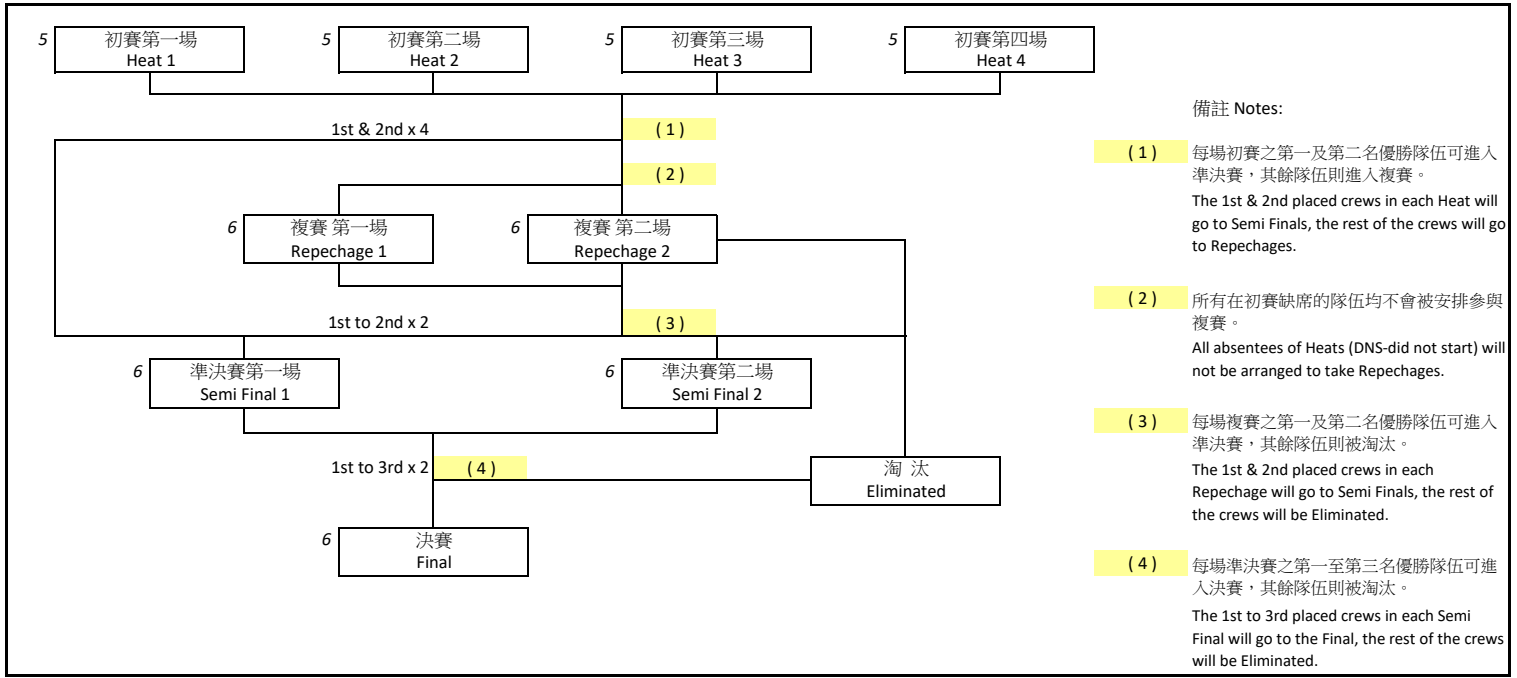 5 初賽第一場 5 初賽第二場 5 初賽第三場 5 初賽第四場
Heat 1 Heat 2 Heat 3 Heat 4
1st & 2nd x 4 ( 1 )
( 2 )
6 複賽 第一場 6 複賽 第二場
Repechage 1 Repechage 2
1st to 2nd x 2 ( 3 )
6 準決賽第一場 6 準決賽第二場
Semi Final 1 Semi Final 2
1st to 3rd x 2 ( 4 ) 淘 汰
Eliminated
6 決賽
Final
備註 Notes:
( 1 ) 每場初賽之第一及第二名優勝隊伍可進入
準決賽，其餘隊伍則進入複賽。
The 1st & 2nd placed crews in each Heat will
go to Semi Finals, the rest of the crews will go
to Repechages.
( 2 ) 所有在初賽缺席的隊伍均不會被安排參與
複賽。
All absentees of Heats (DNS-did not start) will
not be arranged to take Repechages.
( 3 ) 每場複賽之第一及第二名優勝隊伍可進入
準決賽，其餘隊伍則被淘汰。
The 1st & 2nd placed crews in each
Repechage will go to Semi Finals, the rest of
the crews will be Eliminated.
( 4 ) 每場準決賽之第一至第三名優勝隊伍可進
入決賽，其餘隊伍則被淘汰。
The 1st to 3rd placed crews in each Semi
Final will go to the Final, the rest of the crews
will be Eliminated.